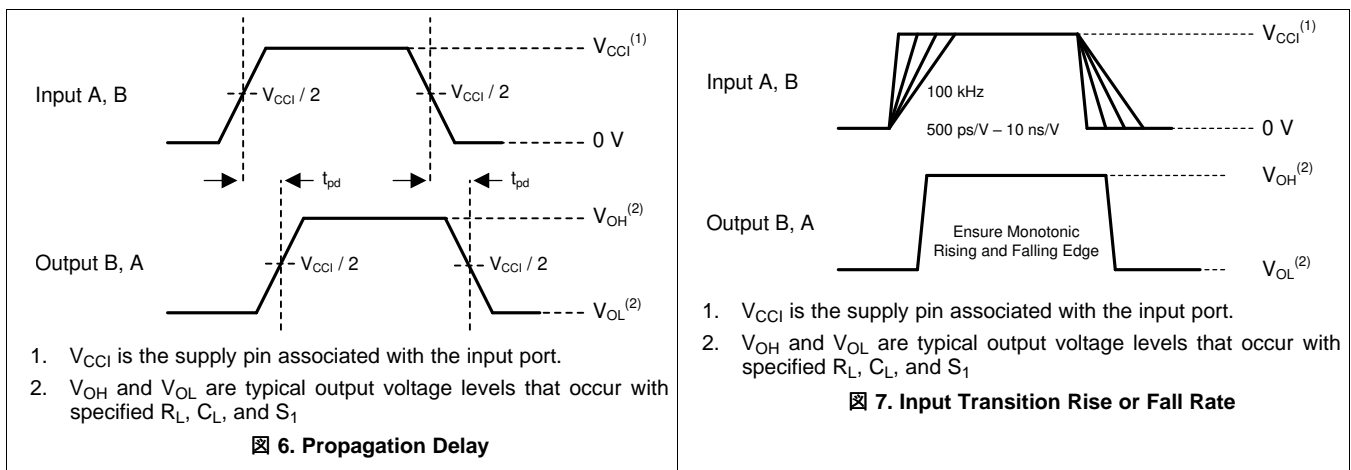 V_CCI^(1)
Input A, B
V_CCI / 2
V_CCI / 2
0 V
t_pd
t_pd
V_OH^(2)
Output B, A
V_CCI / 2
V_CCI / 2
V_OL^(2)
1. V_CCI is the supply pin associated with the input port.
2. V_OH and V_OL are typical output voltage levels that occur with
specified R_L, C_L, and S_1
図 6. Propagation Delay
V_CCI^(1)
Input A, B
100 kHz
500 ps/V – 10 ns/V
0 V
V_OH^(2)
Output B, A
Ensure Monotonic
Rising and Falling Edge
V_OL^(2)
1. V_CCI is the supply pin associated with the input port.
2. V_OH and V_OL are typical output voltage levels that occur with
specified R_L, C_L, and S_1
図 7. Input Transition Rise or Fall Rate